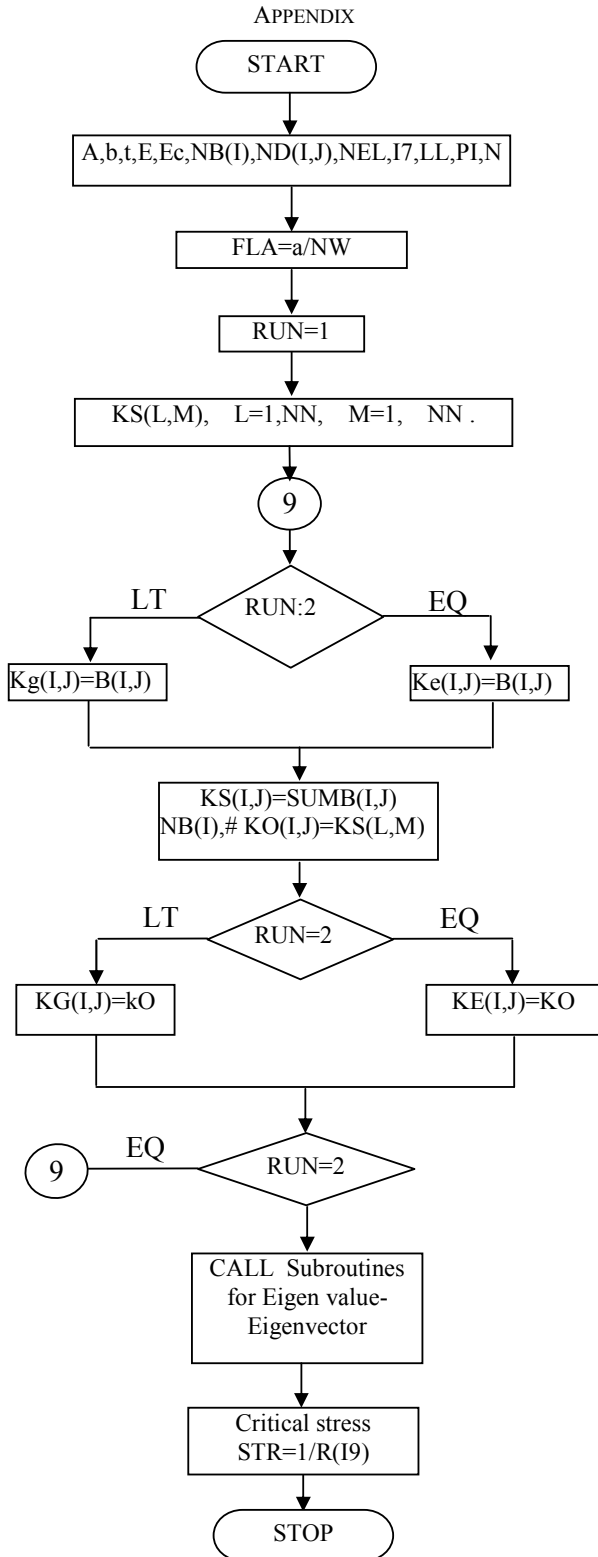 APPENDIX
START
A,b,t,E,Ec,NB(I),ND(I,J),NEL,I7,LL,PI,N
FLA=a/NW
RUN=1
KS(L,M), L=1,NN, M=1, NN .
9
RUN:2
LT
EQ
Kg(I,J)=B(I,J)
Ke(I,J)=B(I,J)
KS(I,J)=SUMB(I,J)
NB(I),# KO(I,J)=KS(L,M)
LT
RUN=2
EQ
KG(I,J)=kO
KE(I,J)=KO
9
EQ
RUN=2
CALL Subroutines
for Eigen value-
Eigenvector
Critical stress
STR=1/R(I9)
STOP